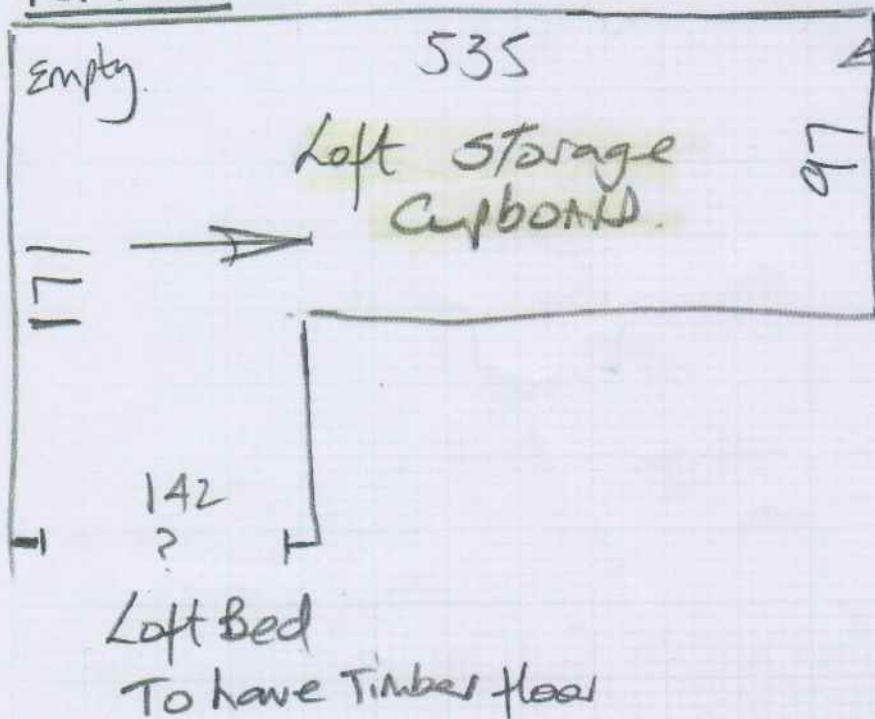 Empty
535
Loft Storage
Cupboard.
97
171
142
?
Loft Bed
To have Timber floor